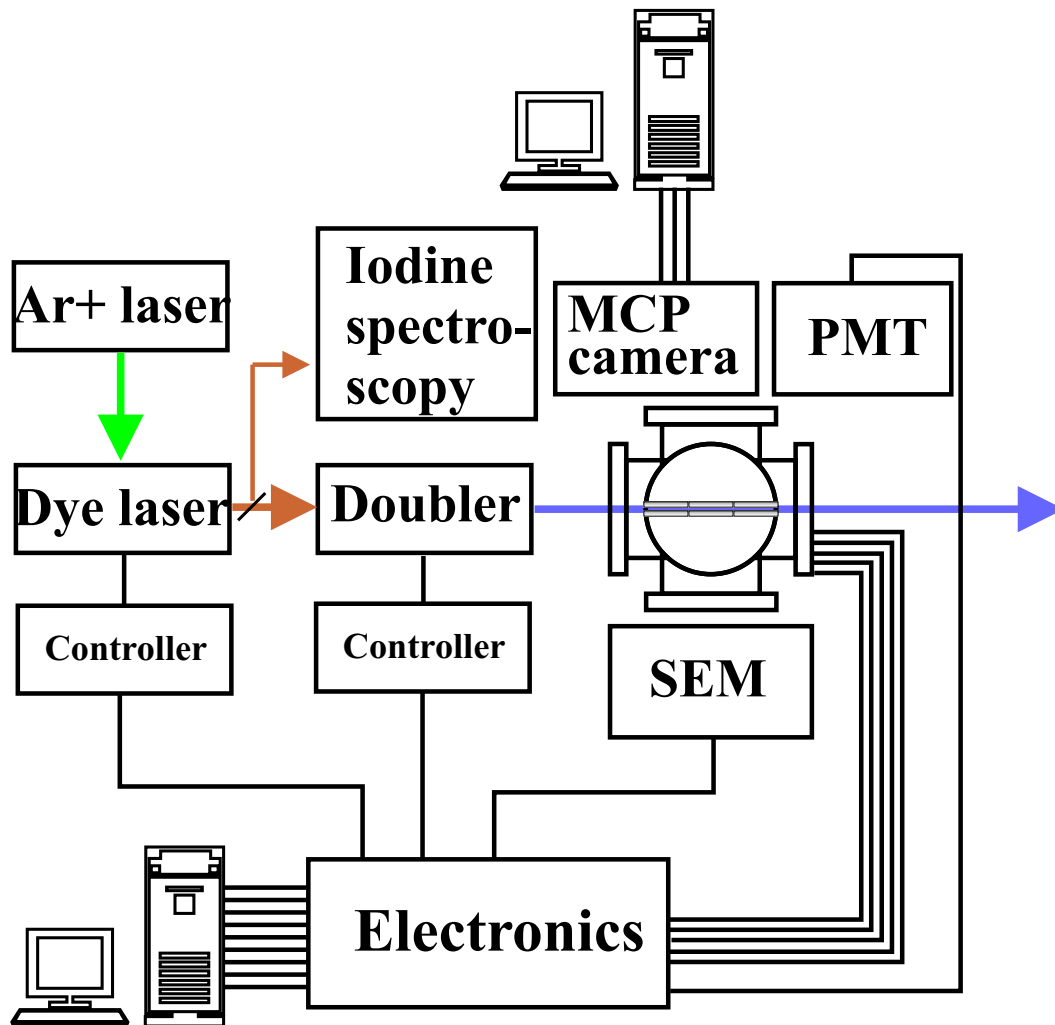 Ar+ laser
Iodine
spectro-
scopy
MCP
camera
PMT
Dye laser
Doubler
Controller
Controller
SEM
Electronics